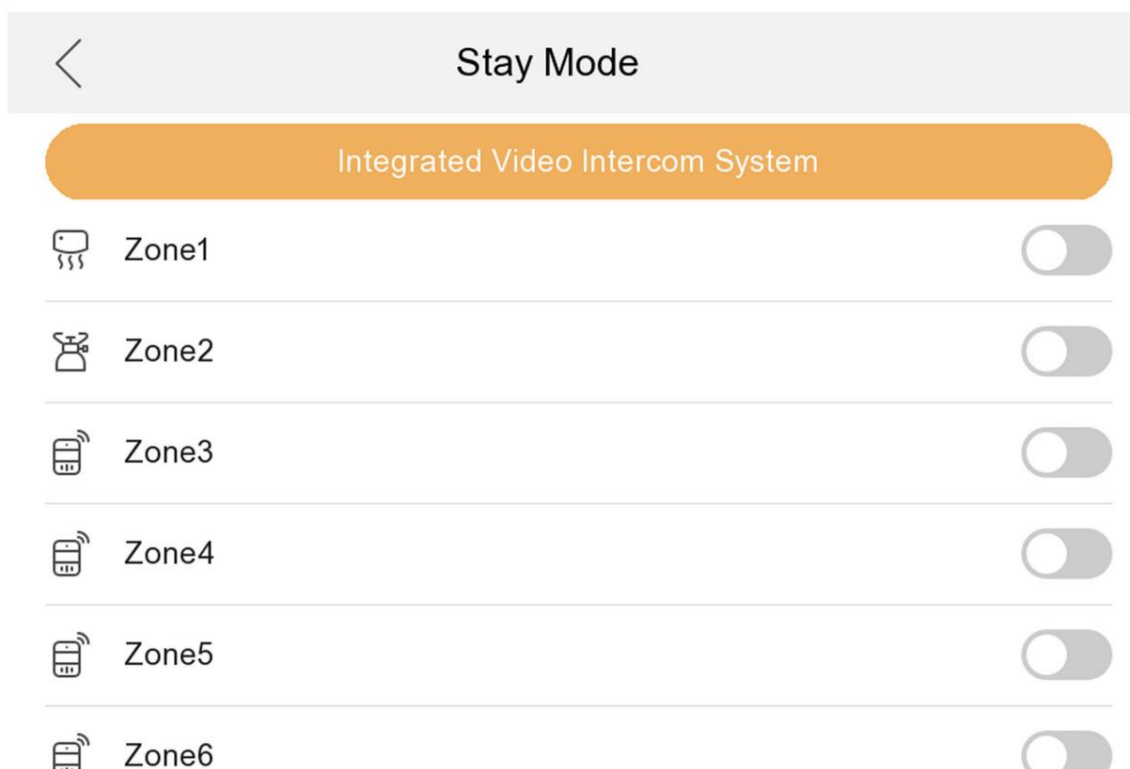 Stay Mode
Integrated Video Intercom System
Zone1
Zone2
Zone3
Zone4
Zone5
Zone6